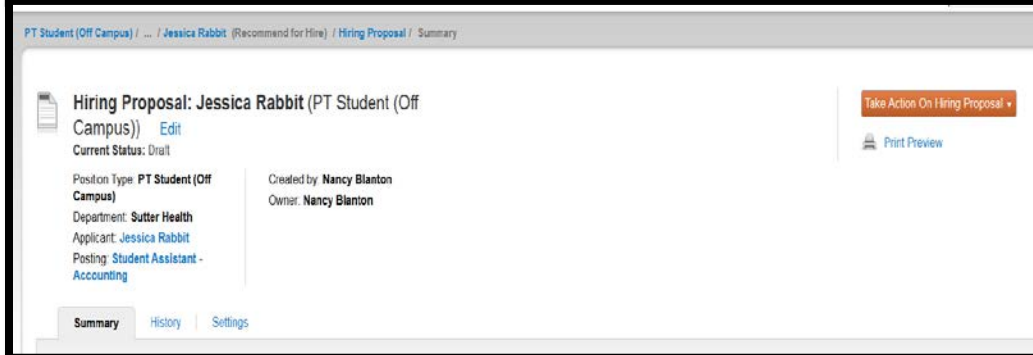 PT Student (Off Campus) / ... / Jessica Rabbit (Recommend for Hire) / Hiring Proposal / Summary
Hiring Proposal: Jessica Rabbit (PT Student (Off
Campus)) Edit
Current Status: Draft
Take Action On Hiring Proposal
Print Preview
Position Type: PT Student (Off
Campus)
Department: Sutter Health
Applicant: Jessica Rabbit
Posting: Student Assistant -
Accounting
Created by: Nancy Blanton
Owner: Nancy Blanton
Summary History Settings